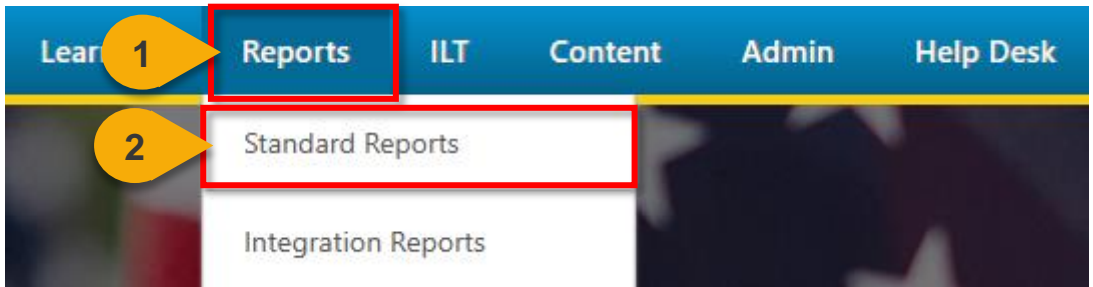 1 Reports ILT Content Admin Help Desk
2 Standard Reports
Integration Reports